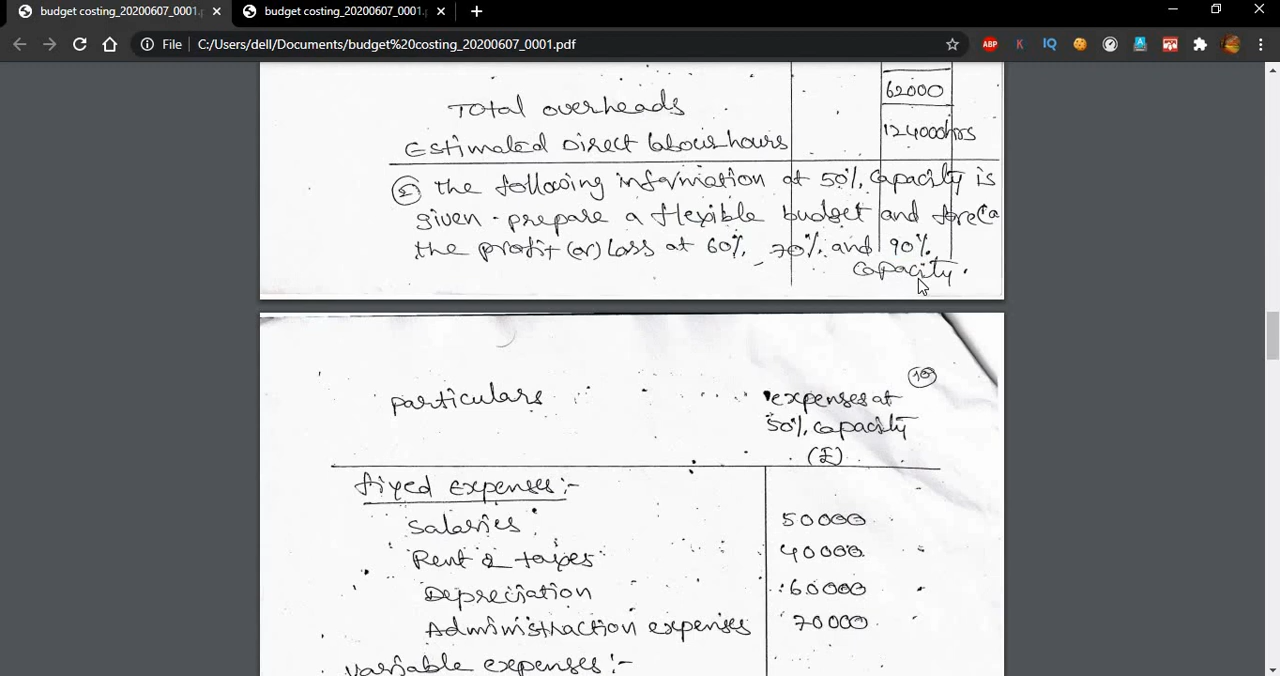 budget costing_20200607_0001.p
budget costing_20200607_0001.p
File C:/Users/dell/Documents/budget%20costing_20200607_0001.pdf
ABP K IQ
62000
Total overheads
Estimated Direct labour hours 124000hrs
② The following information at 50% capacity is
given. prepare a flexible budget and foreca
the profit (or) loss at 60%, 70% and 90%
capacity.
10
particulars expenses at
50% capacity
(£)
fixed Expenses:-
Salaries 50000
Rent & taxes 40000
Depreciation 60000
Administraction expenses 70000
Variable expenses:-